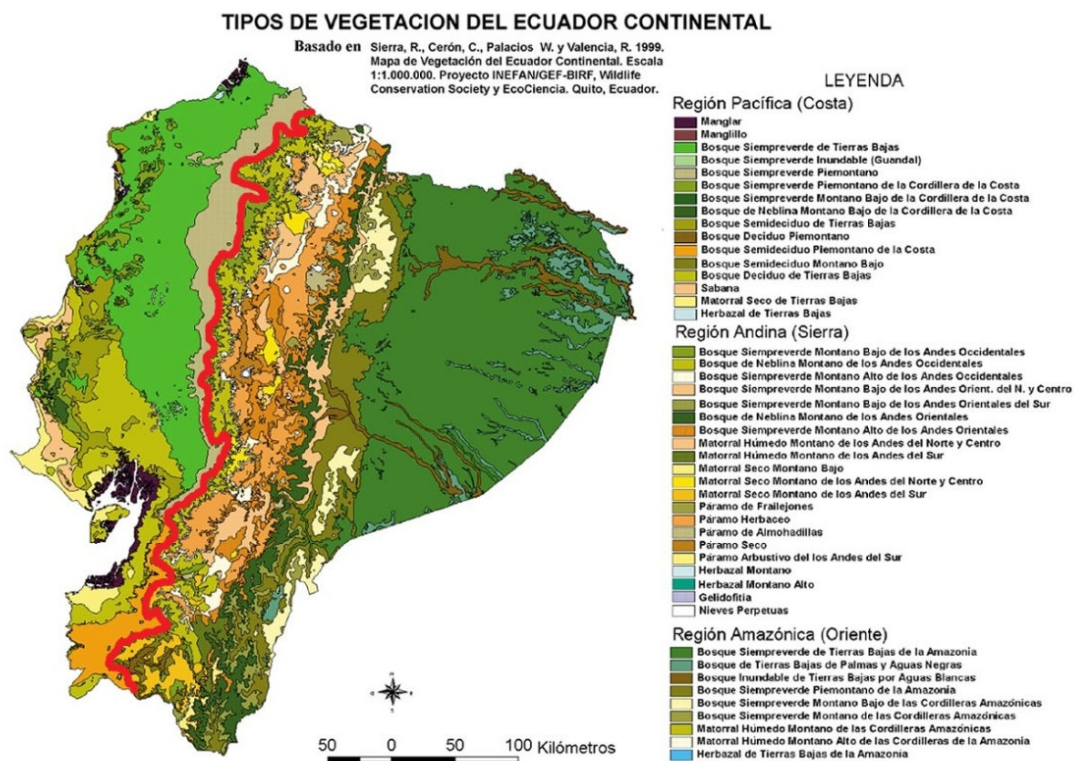 TIPOS DE VEGETACION DEL ECUADOR CONTINENTAL
Basado en Sierra, R., Cerón, C., Palacios W. y Valencia, R. 1999.
Mapa de Vegetación del Ecuador Continental. Escala
1:1.000.000. Proyecto INEFAN/GEF-BIRF, Wildlife
Conservation Society y EcoCiencia. Quito, Ecuador.
LEYENDA
Región Pacífica (Costa)
Manglar
Manglillo
Bosque Siempreverde de Tierras Bajas
Bosque Siempreverde Inundable (Guandal)
Bosque Siempreverde Piemontano
Bosque Siempreverde Piemontano de la Cordillera de la Costa
Bosque Siempreverde Montano Bajo de la Cordillera de la Costa
Bosque de Neblina Montano Bajo de la Cordillera de la Costa
Bosque Semideciduo de Tierras Bajas
Bosque Deciduo Piemontano
Bosque Semideciduo Piemontano de la Costa
Bosque Semideciduo Montano Bajo
Bosque Deciduo de Tierras Bajas
Sabana
Matorral Seco de Tierras Bajas
Herbazal de Tierras Bajas
Región Andina (Sierra)
Bosque Siempreverde Montano Bajo de los Andes Occidentales
Bosque de Neblina Montano de los Andes Occidentales
Bosque Siempreverde Montano Alto de los Andes Occidentales
Bosque Siempreverde Montano Bajo de los Andes Orient. del N. y Centro
Bosque Siempreverde Montano Bajo de los Andes Orientales del Sur
Bosque de Neblina Montano de los Andes Orientales
Bosque Siempreverde Montano Alto de los Andes Orientales
Matorral Húmedo Montano de los Andes del Norte y Centro
Matorral Húmedo Montano de los Andes del Sur
Matorral Seco Montano Bajo
Matorral Seco Montano de los Andes del Norte y Centro
Matorral Seco Montano de los Andes del Sur
Páramo de Frailejones
Páramo Herbaceo
Páramo de Almohadillas
Páramo Seco
Páramo Arbustivo del los Andes del Sur
Herbazal Montano
Herbazal Montano Alto
Gelidofitia
Nieves Perpetuas
Región Amazónica (Oriente)
Bosque Siempreverde de Tierras Bajas de la Amazonia
Bosque de Tierras Bajas de Palmas y Aguas Negras
Bosque Inundable de Tierras Bajas por Aguas Blancas
Bosque Siempreverde Piemontano de la Amazonia
Bosque Siempreverde Montano Bajo de las Cordilleras Amazónicas
Bosque Siempreverde Montano de las Cordilleras Amazónicas
Matorral Húmedo Montano de las Cordilleras Amazónicas
Matorral Húmedo Montano Alto de las Cordilleras de la Amazonia
Herbazal de Tierras Bajas de la Amazonía
50 0 50 100 Kilómetros